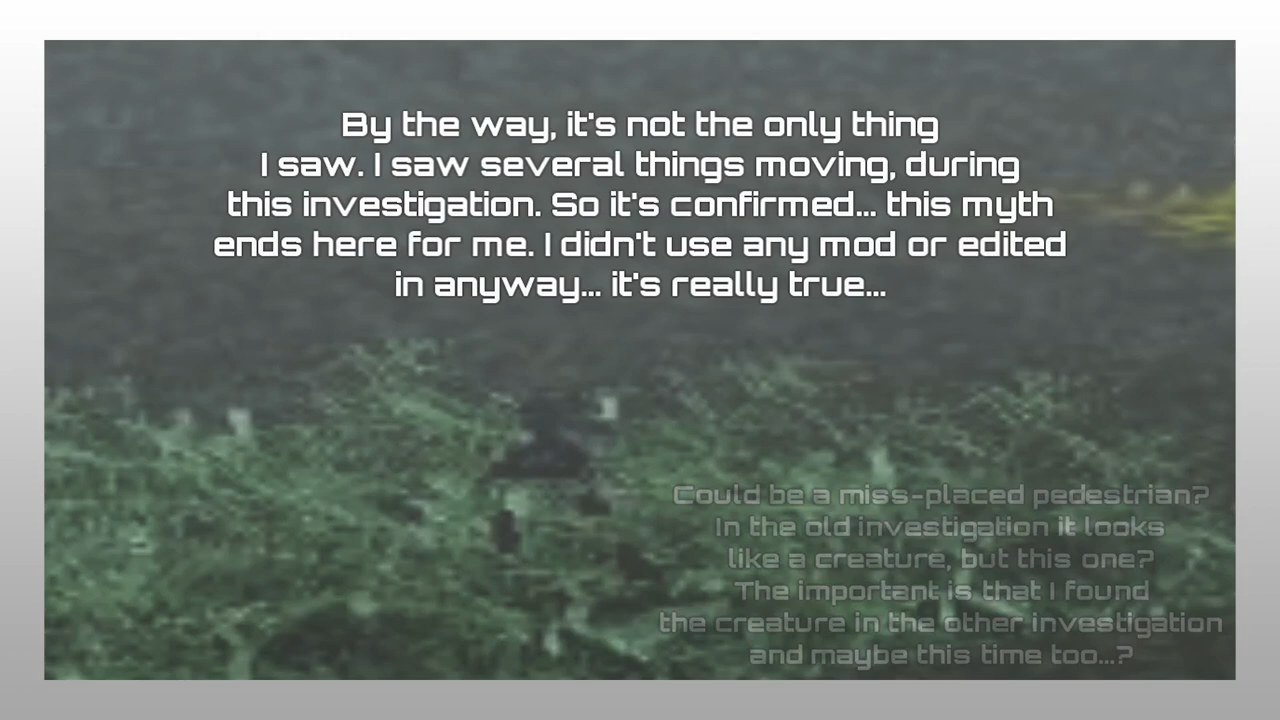 By the way, it's not the only thing
I saw. I saw several things moving, during
this investigation. So it's confirmed... this myth
ends here for me. I didn't use any mod or edited
in anyway... it's really true...
Could be a miss-placed pedestrian?
In the old investigation it looks
like a creature, but this one?
The important is that I found
the creature in the other investigation
and maybe this time too...?